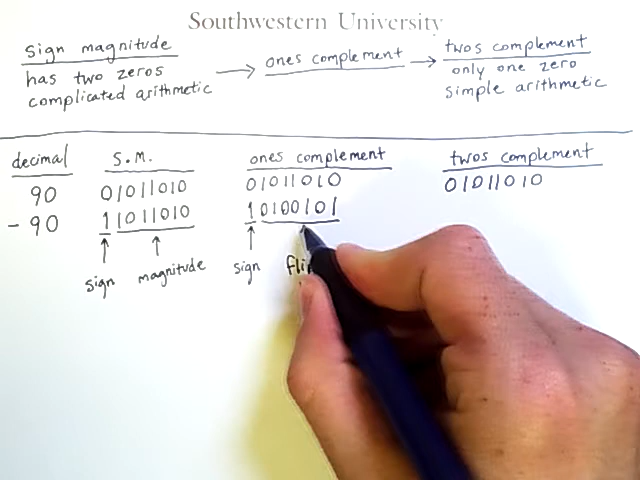 Southwestern University
sign magnitude
has two zeros
complicated arithmetic
ones complement
twos complement
only one zero
simple arithmetic
decimal
S.M.
ones complement
twos complement
90
01011010
01011010
01011010
-90
11011010
10100101
sign
magnitude
sign